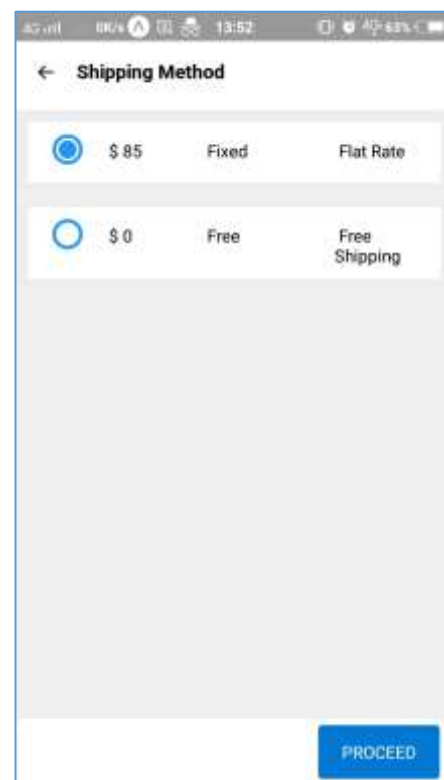 13:52
← Shipping Method
$ 85 Fixed Flat Rate
$ 0 Free Free
Shipping
PROCEED